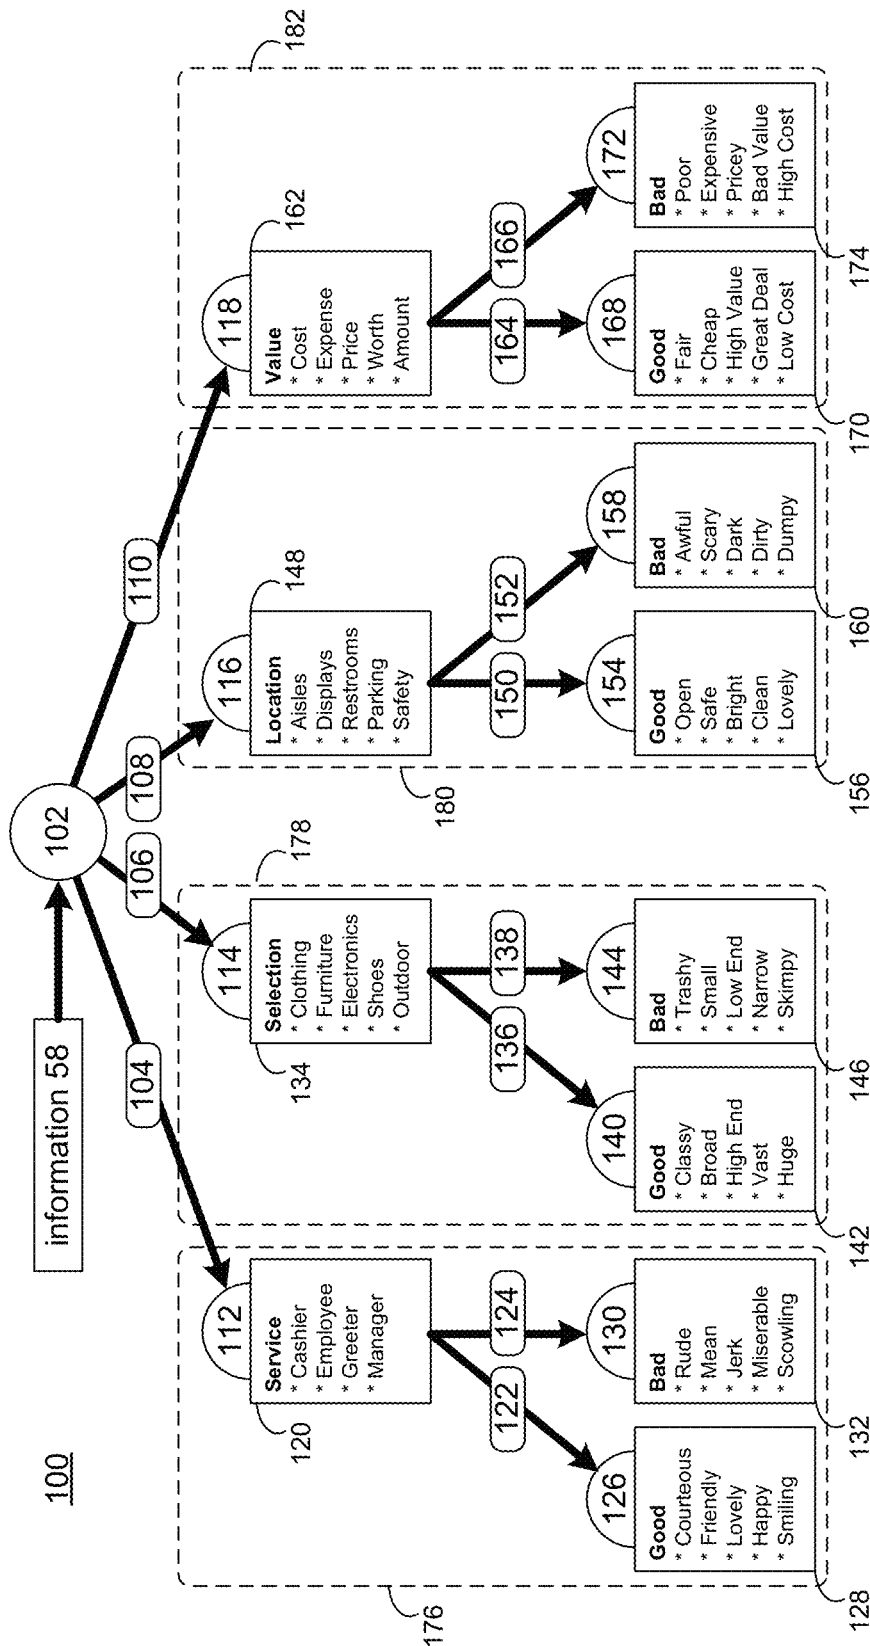 100
information 58
102
104
106
108
110
176
112
Service
* Cashier
* Employee
* Greeter
* Manager
120
122
124
126
Good
* Courteous
* Friendly
* Lovely
* Happy
* Smiling
128
130
Bad
* Rude
* Mean
* Jerk
* Miserable
* Scowling
132
178
114
Selection
* Clothing
* Furniture
* Electronics
* Shoes
* Outdoor
134
136
138
140
Good
* Classy
* Broad
* High End
* Vast
* Huge
142
144
Bad
* Trashy
* Small
* Low End
* Narrow
* Skimpy
146
180
116
Location
* Aisles
* Displays
* Restrooms
* Parking
* Safety
148
150
152
154
Good
* Open
* Safe
* Bright
* Clean
* Lovely
156
158
Bad
* Awful
* Scary
* Dark
* Dirty
* Dumpy
160
182
118
Value
* Cost
* Expense
* Price
* Worth
* Amount
162
164
166
168
Good
* Fair
* Cheap
* High Value
* Great Deal
* Low Cost
170
172
Bad
* Poor
* Expensive
* Pricey
* Bad Value
* High Cost
174